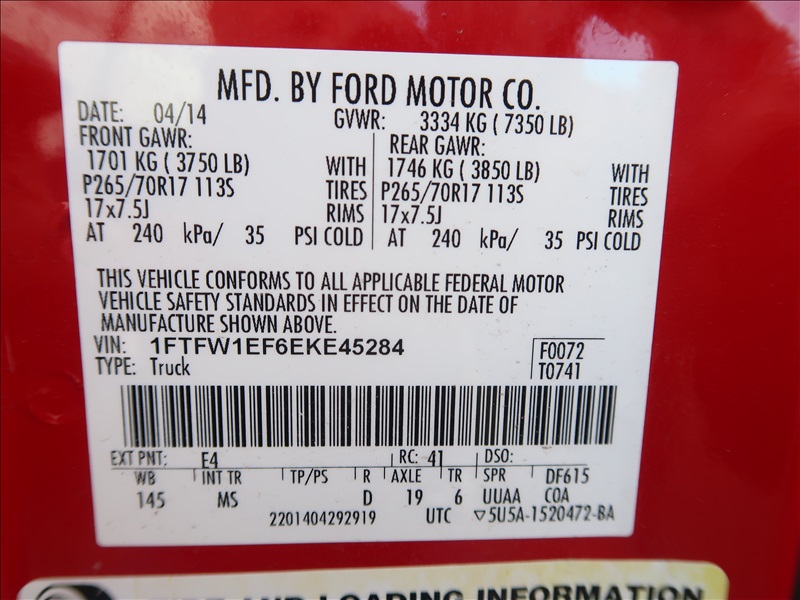 MFD. BY FORD MOTOR CO.
DATE: 04/14 GVWR: 3334 KG ( 7350 LB)
FRONT GAWR: REAR GAWR:
1701 KG ( 3750 LB) WITH 1746 KG ( 3850 LB) WITH
P265/70R17 113S TIRES P265/70R17 113S TIRES
17x7.5J RIMS 17x7.5J RIMS
AT 240 kPa/ 35 PSI COLD AT 240 kPa/ 35 PSI COLD
THIS VEHICLE CONFORMS TO ALL APPLICABLE FEDERAL MOTOR
VEHICLE SAFETY STANDARDS IN EFFECT ON THE DATE OF
MANUFACTURE SHOWN ABOVE.
VIN: 1FTFW1EF6EKE45284 F0072
TYPE: Truck T0741
EXT PNT: E4 RC: 41 DSO:
WB INT TR TP/PS R AXLE TR SPR DF615
145 MS D 19 6 UUAA COA
2201404292919 UTC ▽5U5A-1520472-BA
AND LOADING INFORMATION